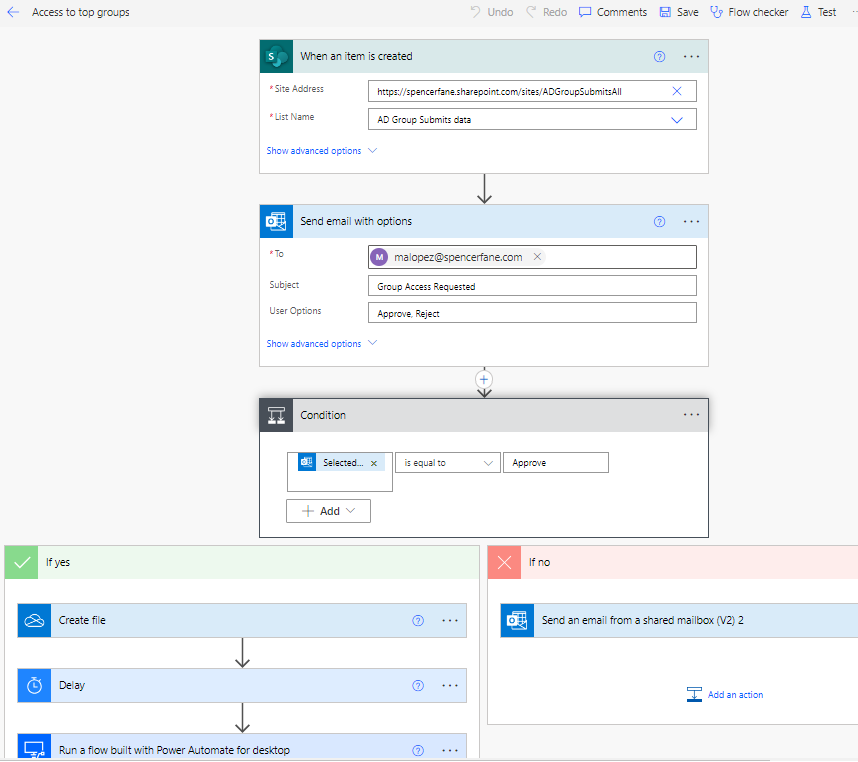 Access to top groups Undo Redo Comments Save Flow checker Test
When an item is created
* Site Address https://spencerfane.sharepoint.com/sites/ADGroupSubmitsAll
* List Name AD Group Submits data
Show advanced options
Send email with options
* To M malopez@spencerfane.com
Subject Group Access Requested
User Options Approve, Reject
Show advanced options
Condition
Selected... is equal to Approve
Add
If yes If no
Create file Send an email from a shared mailbox (V2) 2
Delay Add an action
Run a flow built with Power Automate for desktop